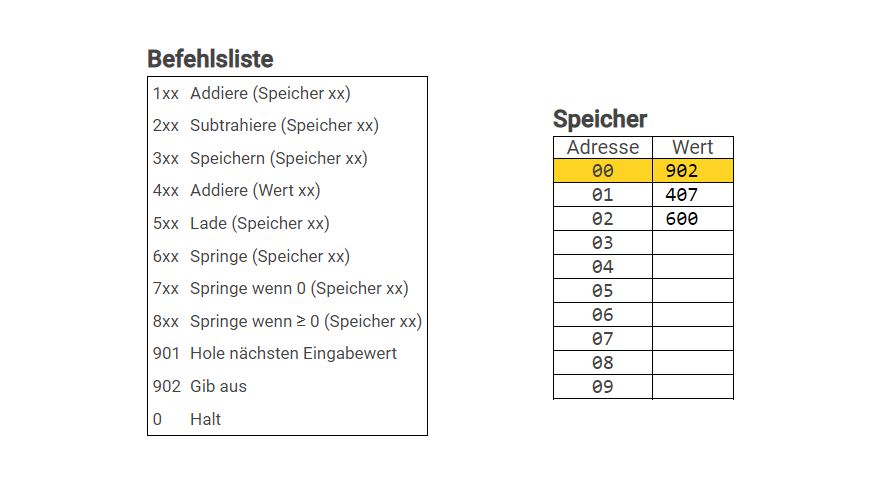 Befehlsliste
1xx Addiere (Speicher xx)
2xx Subtrahiere (Speicher xx)
3xx Speichern (Speicher xx)
4xx Addiere (Wert xx)
5xx Lade (Speicher xx)
6xx Springe (Speicher xx)
7xx Springe wenn 0 (Speicher xx)
8xx Springe wenn ≥ 0 (Speicher xx)
901 Hole nächsten Eingabewert
902 Gib aus
0 Halt
Speicher
Adresse Wert
00 902
01 407
02 600
03
04
05
06
07
08
09